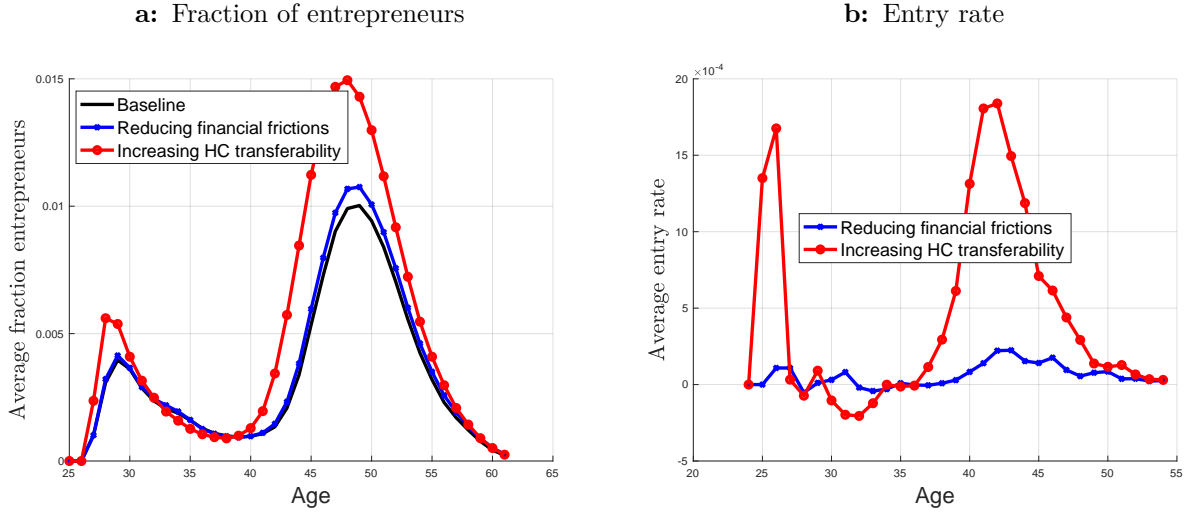 a: Fraction of entrepreneurs
0.015
0.01
0.005
0
25 30 35 40 45 50 55 60 65
Average fraction entrepreneurs
Age
Baseline
Reducing financial frictions
Increasing HC transferability
b: Entry rate
×10⁻⁴
20
15
10
5
0
-5
20 25 30 35 40 45 50 55
Average entry rate
Age
Reducing financial frictions
Increasing HC transferability